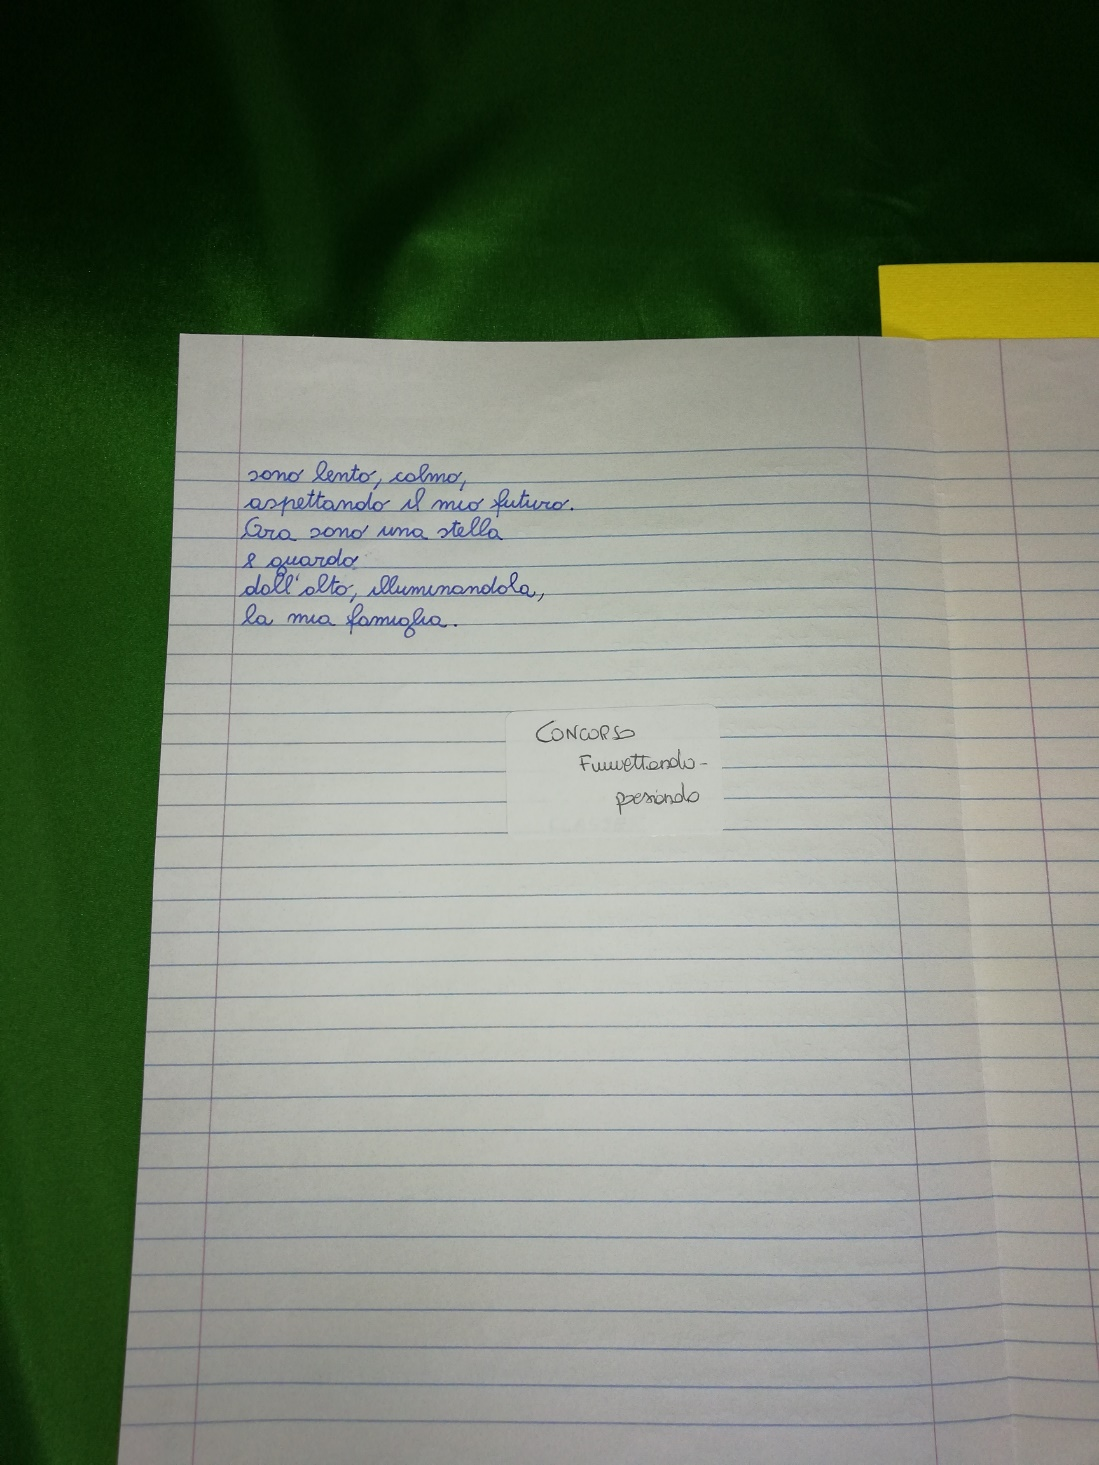 sono lento, calmo,
aspettando il mio futuro.
Ora sono una stella
e guardo
dall'alto, illuminandola,
la mia famiglia.
CONCORSO
Fumettando-
poesiando